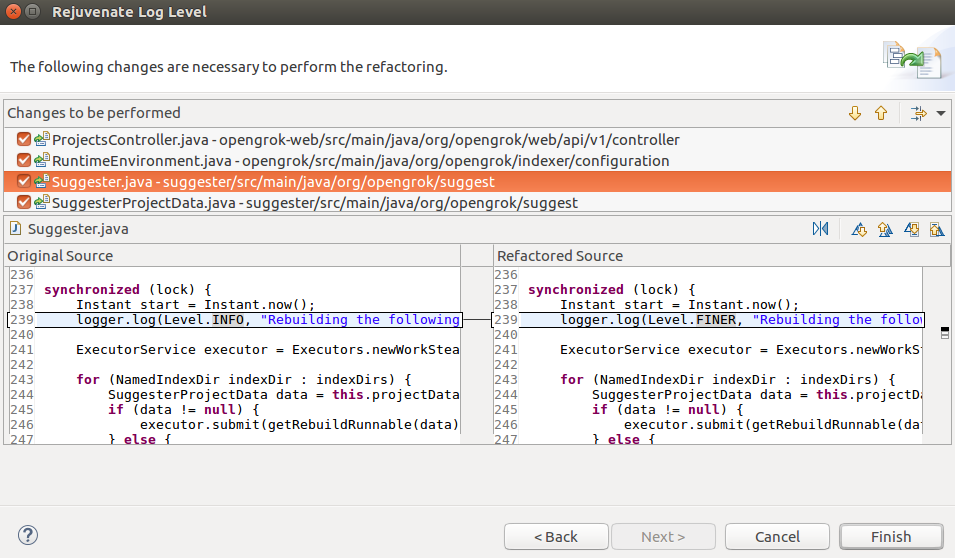 Rejuvenate Log Level
The following changes are necessary to perform the refactoring.
Changes to be performed
ProjectsController.java - opengrok-web/src/main/java/org/opengrok/web/api/v1/controller
RuntimeEnvironment.java - opengrok/src/main/java/org/opengrok/indexer/configuration
Suggester.java - suggester/src/main/java/org/opengrok/suggest
SuggesterProjectData.java - suggester/src/main/java/org/opengrok/suggest
Suggester.java
Original Source
236
237 synchronized (lock) {
238 Instant start = Instant.now();
239 logger.log(Level.INFO, "Rebuilding the following
240
241 ExecutorService executor = Executors.newWorkStea
242
243 for (NamedIndexDir indexDir : indexDirs) {
244 SuggesterProjectData data = this.projectData
245 if (data != null) {
246 executor.submit(getRebuildRunnable(data)
247 } else {
Refactored Source
236
237 synchronized (lock) {
238 Instant start = Instant.now();
239 logger.log(Level.FINER, "Rebuilding the follow
240
241 ExecutorService executor = Executors.newWorkSt
242
243 for (NamedIndexDir indexDir : indexDirs) {
244 SuggesterProjectData data = this.projectDa
245 if (data != null) {
246 executor.submit(getRebuildRunnable(dat
247 } else {
?
< Back
Next >
Cancel
Finish